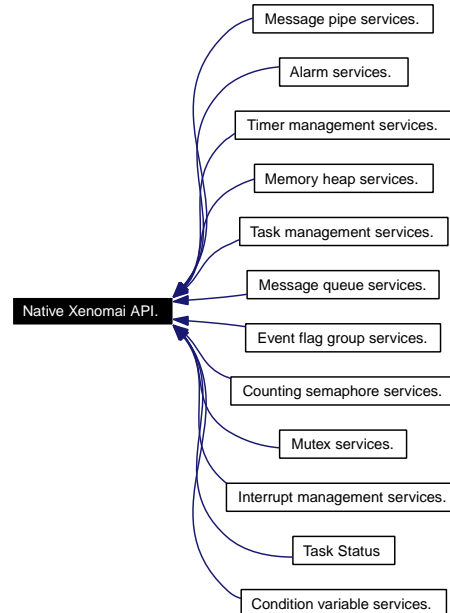 Message pipe services.
Alarm services.
Timer management services.
Memory heap services.
Task management services.
Message queue services.
Native Xenomai API.
Event flag group services.
Counting semaphore services.
Mutex services.
Interrupt management services.
Task Status
Condition variable services.